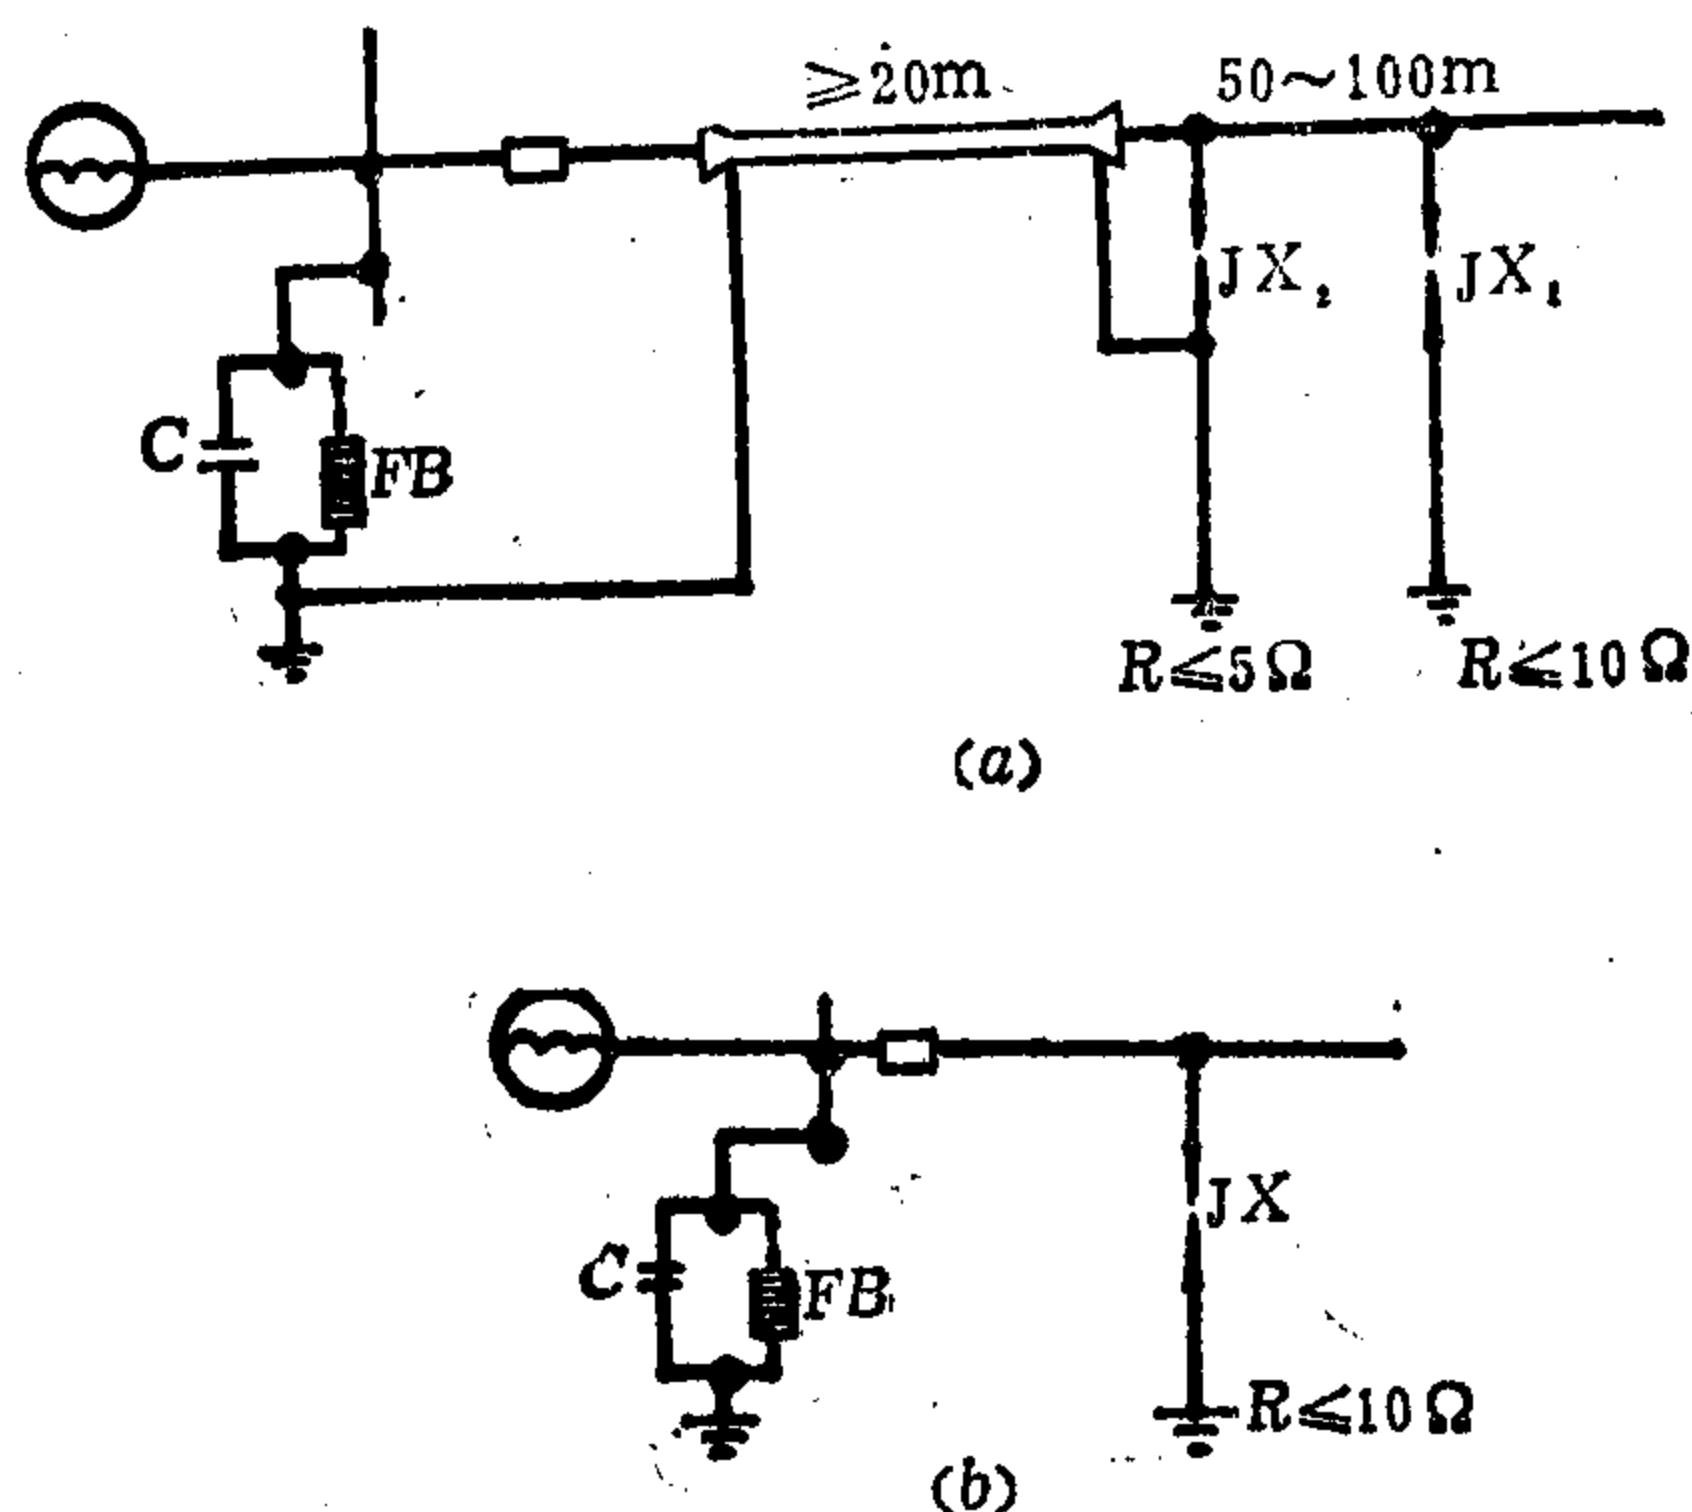 ≥20m 50~100m
JX₂ JX₁
C FB
R≤5Ω R≤10Ω
(a)
JX
C FB
R≤10Ω
(b)